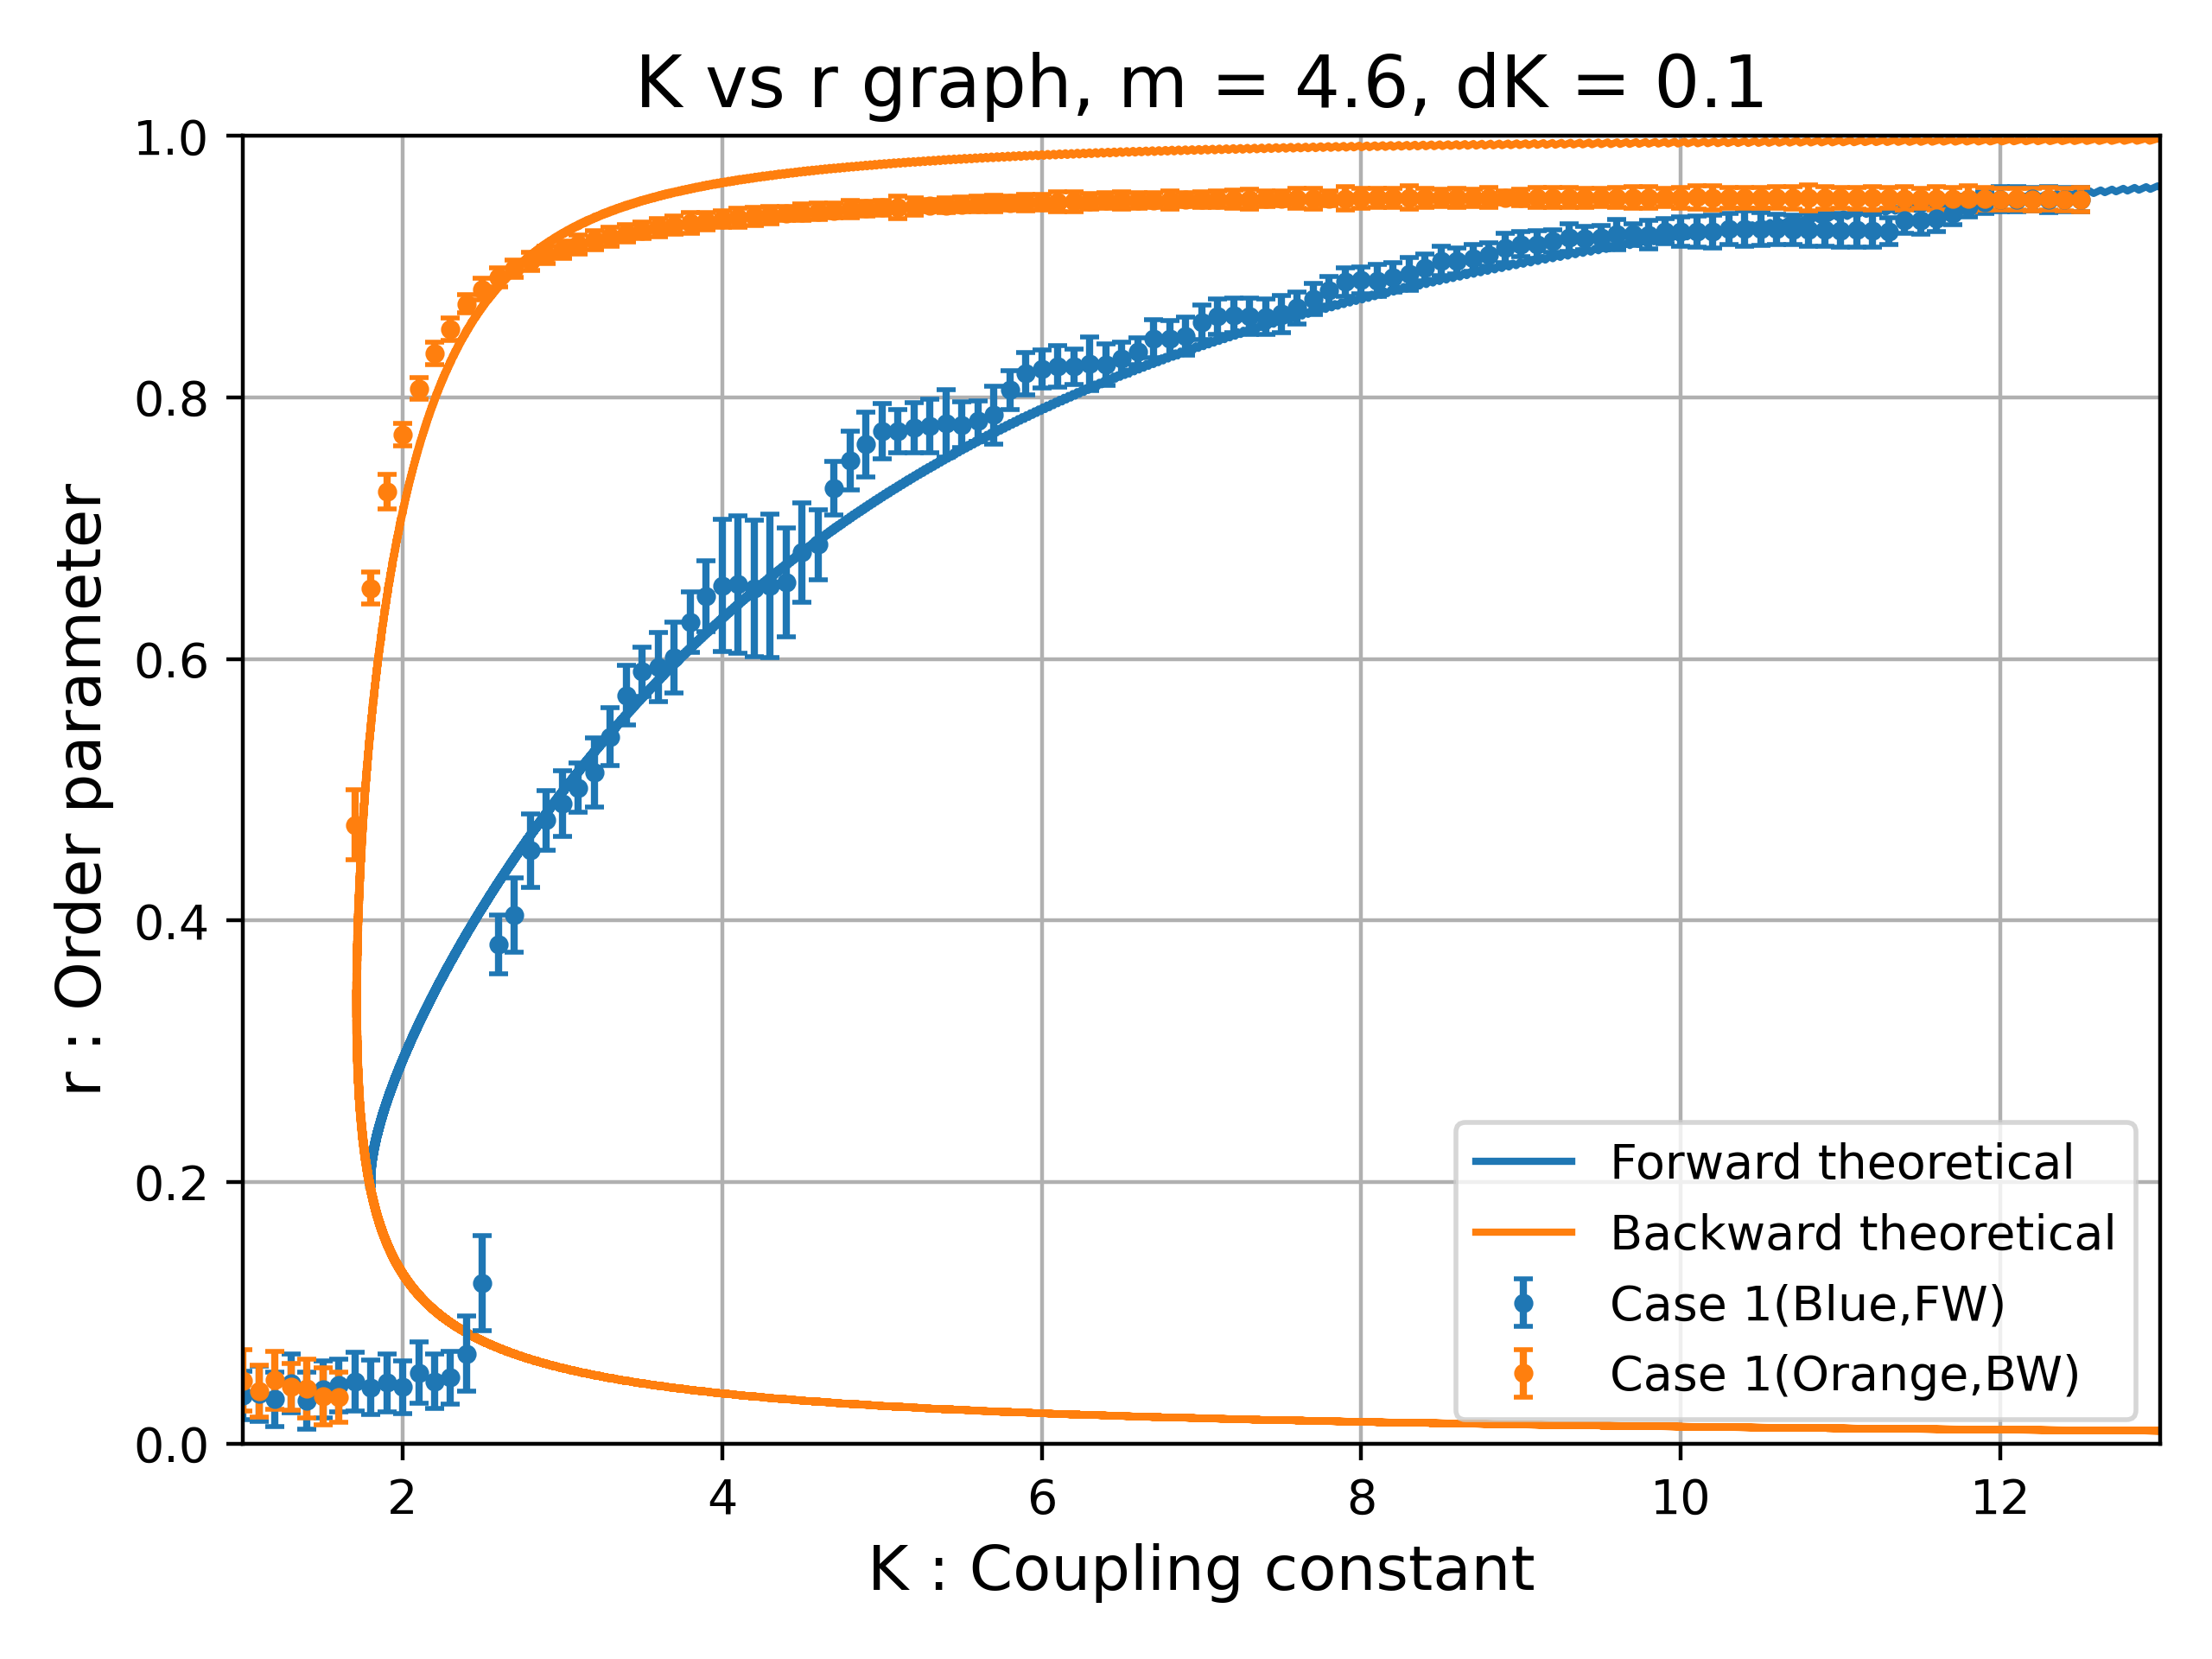 K vs r graph, m = 4.6, dK = 0.1
1.0
0.8
0.6
0.4
0.2
0.0
r : Order parameter
2 4 6 8 10 12
K : Coupling constant
Forward theoretical
Backward theoretical
Case 1(Blue,FW)
Case 1(Orange,BW)